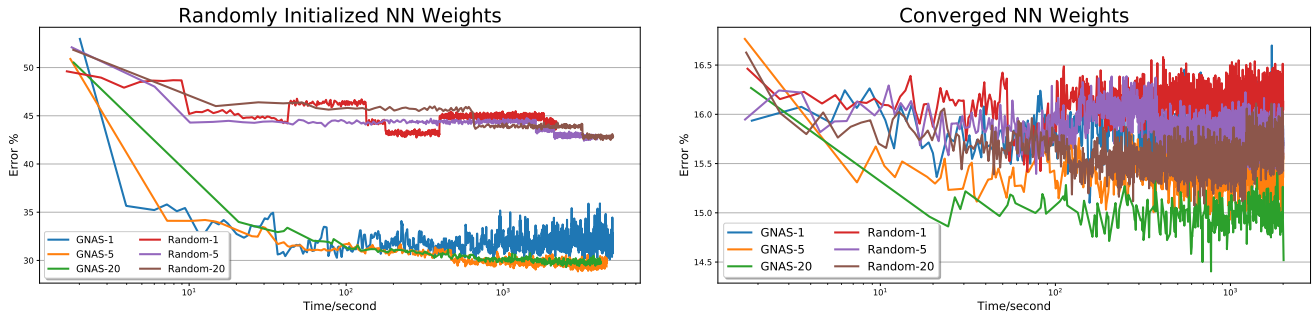 Randomly Initialized NN Weights
Error %
50
45
40
35
30
GNAS-1
GNAS-5
GNAS-20
Random-1
Random-5
Random-20
10¹
10²
10³
Time/second
Converged NN Weights
Error %
16.5
16.0
15.5
15.0
14.5
GNAS-1
GNAS-5
GNAS-20
Random-1
Random-5
Random-20
10¹
10²
10³
Time/second